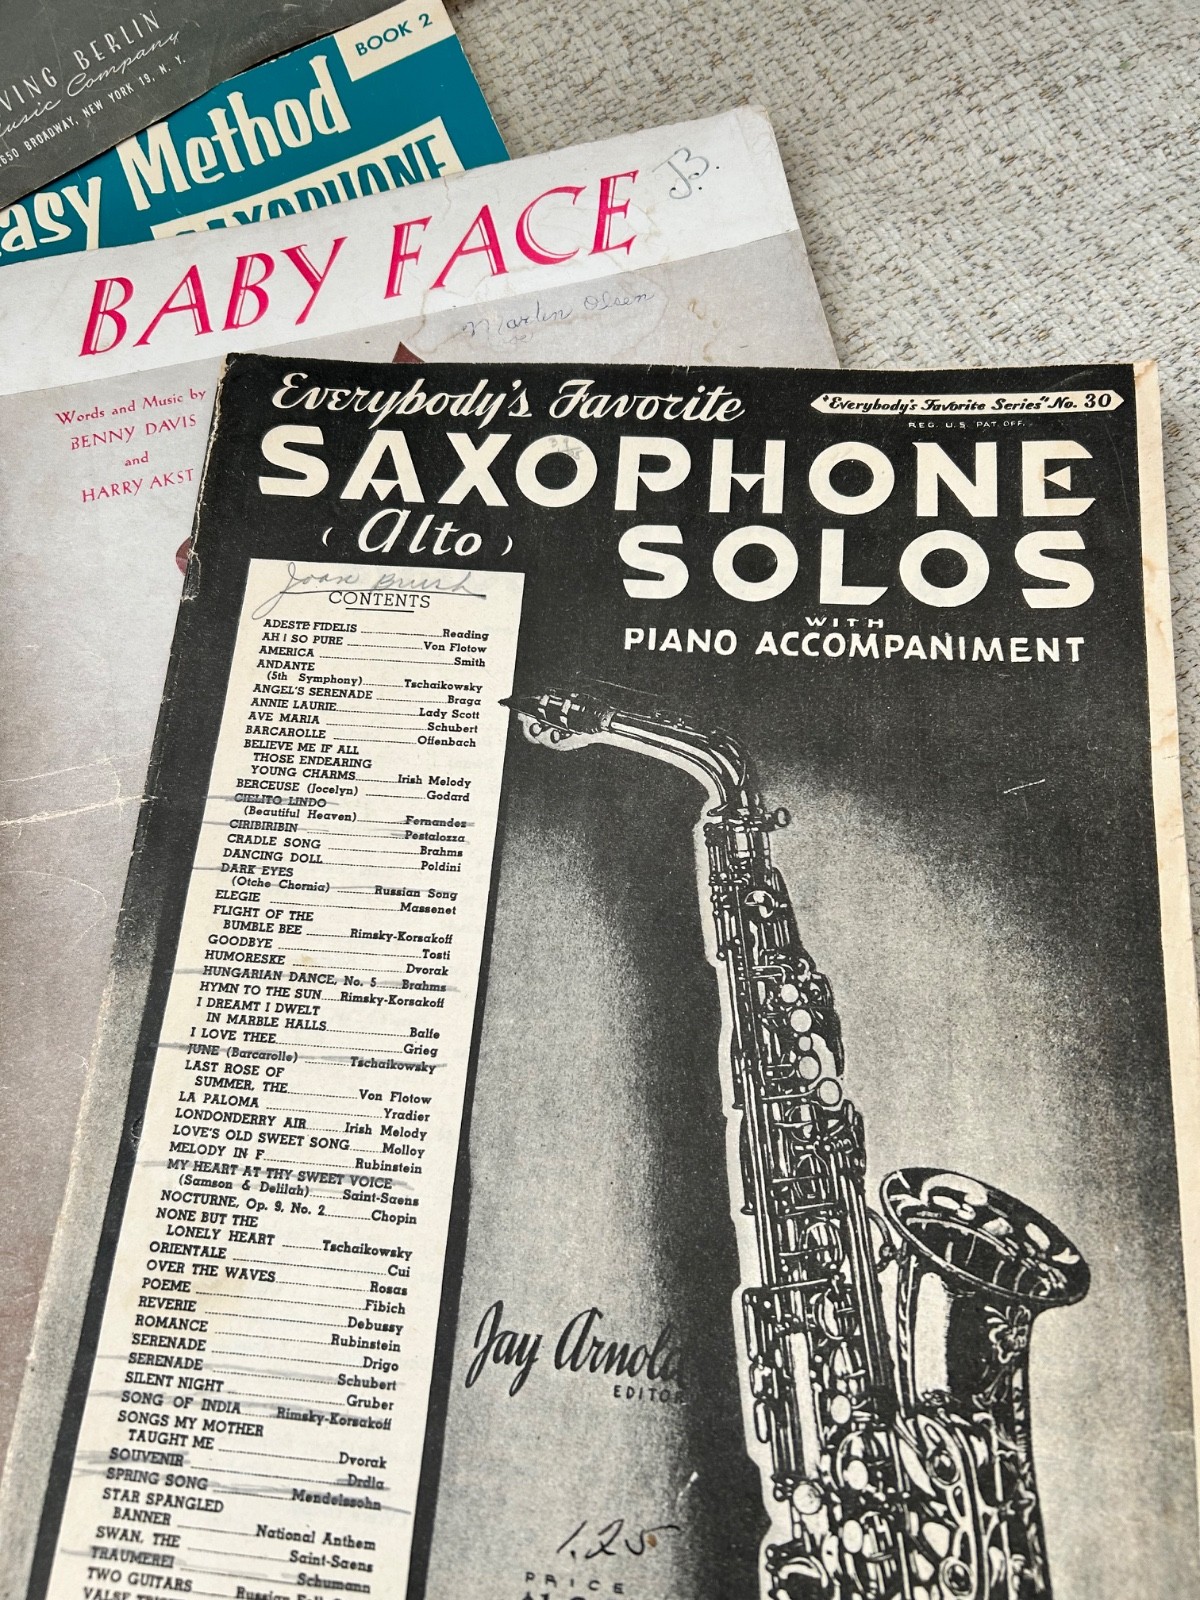 VING BERLIN
Music Company
1650 BROADWAY, NEW YORK 19, N. Y.
BOOK 2
asy Method
SAXOPHONE
BABY FACE
J.B.
Martin Olsen
Words and Music by
BENNY DAVIS
and
HARRY AKST
Everybody's Favorite
"Everybody's Favorite Series" No. 30
REG. U.S. PAT. OFF.
SAXOPHONE
(Alto)
SOLOS
WITH
PIANO ACCOMPANIMENT
Joan Brush
CONTENTS
ADESTE FIDELIS Reading
AH! SO PURE Von Flotow
AMERICA Smith
ANDANTE
(5th Symphony) Tschaikowsky
ANGEL'S SERENADE Braga
ANNIE LAURIE Lady Scott
AVE MARIA Schubert
BARCAROLLE Offenbach
BELIEVE ME IF ALL
THOSE ENDEARING
YOUNG CHARMS Irish Melody
BERCEUSE (Jocelyn) Godard
CIELITO LINDO
(Beautiful Heaven) Fernandez
CIRIBIRIBIN Pestalozza
CRADLE SONG Brahms
DANCING DOLL Poldini
DARK EYES
(Otche Chornia) Russian Song
ELEGIE Massenet
FLIGHT OF THE
BUMBLE BEE Rimsky-Korsakoff
GOODBYE Tosti
HUMORESKE Dvorak
HUNGARIAN DANCE, No. 5 Brahms
HYMN TO THE SUN Rimsky-Korsakoff
I DREAMT I DWELT
IN MARBLE HALLS Balfe
I LOVE THEE Grieg
JUNE (Barcarolle) Tschaikowsky
LAST ROSE OF
SUMMER, THE Von Flotow
LA PALOMA Yradier
LONDONDERRY AIR Irish Melody
LOVE'S OLD SWEET SONG Molloy
MELODY IN F Rubinstein
MY HEART AT THY SWEET VOICE
(Samson & Delilah) Saint-Saens
NOCTURNE, Op. 9, No. 2 Chopin
NONE BUT THE
LONELY HEART Tschaikowsky
ORIENTALE Cui
OVER THE WAVES Rosas
POEME Fibich
REVERIE Debussy
ROMANCE Rubinstein
SERENADE Drigo
SERENADE Schubert
SILENT NIGHT Gruber
SONG OF INDIA Rimsky-Korsakoff
SONGS MY MOTHER
TAUGHT ME Dvorak
SOUVENIR Drdla
SPRING SONG Mendelssohn
STAR SPANGLED
BANNER National Anthem
SWAN, THE Saint-Saens
TRAUMEREI Schumann
TWO GUITARS Russian
VALSE
Jay Arnold
EDITOR
1.25
PRICE